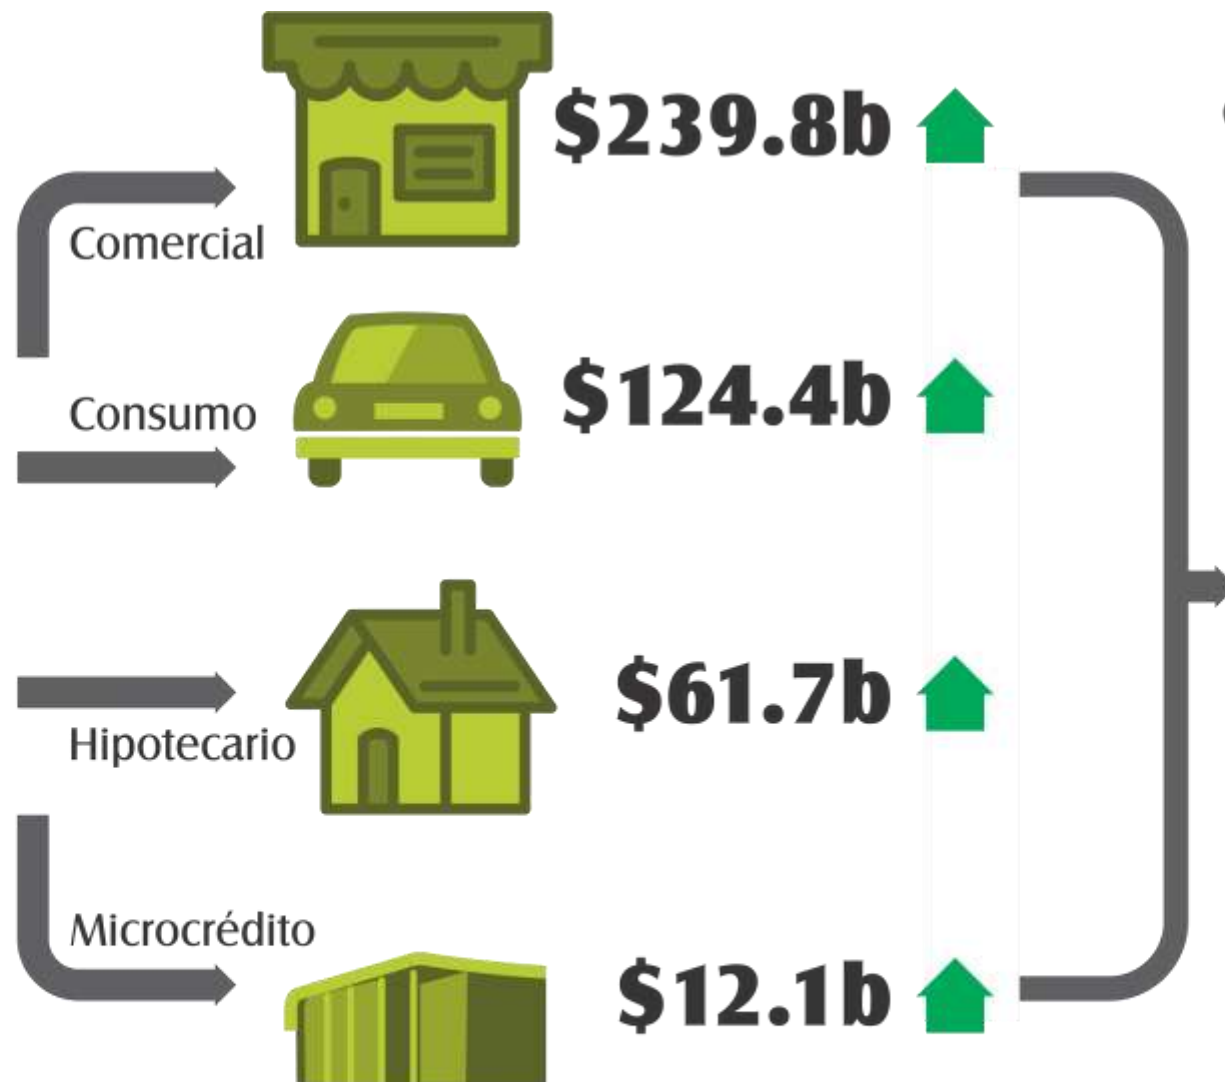 $239.8b
Comercial
Consumo
$124.4b
$61.7b
Hipotecario
Microcrédito
$12.1b